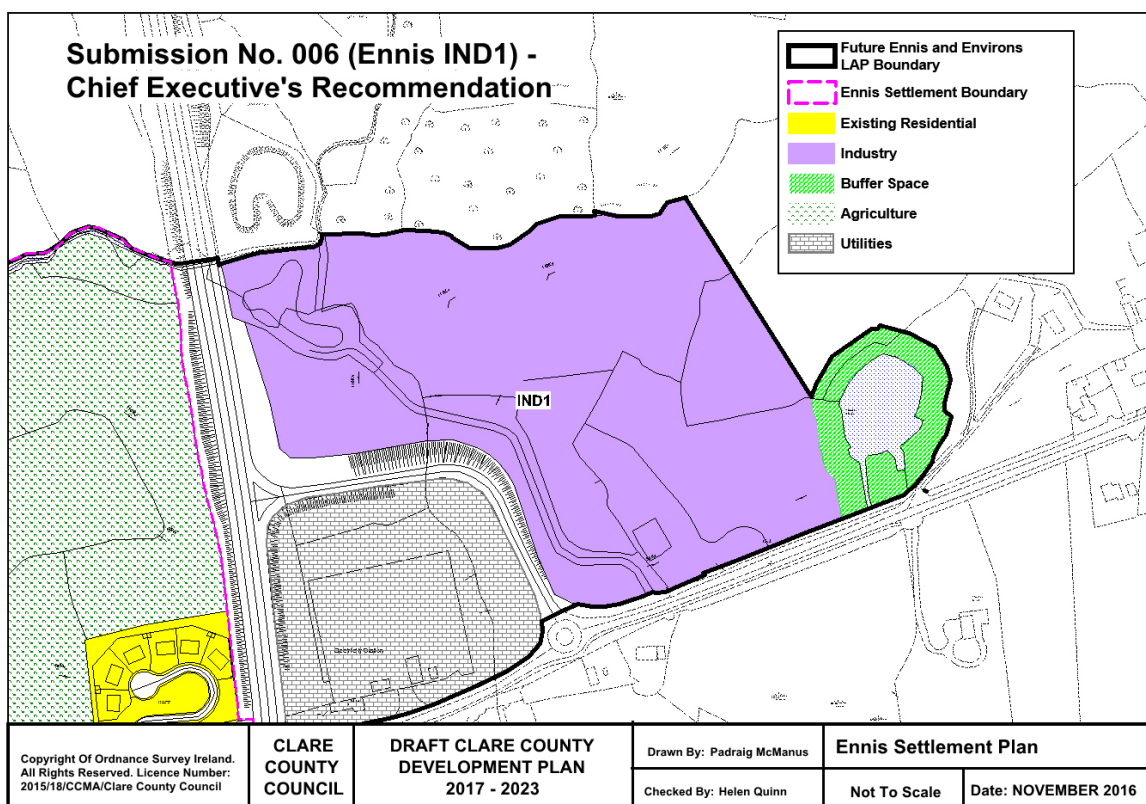 Submission No. 006 (Ennis IND1) -
Chief Executive's Recommendation
Future Ennis and Environs
LAP Boundary
Ennis Settlement Boundary
Existing Residential
Industry
Buffer Space
Agriculture
Utilities
IND1
Electricity Station
Copyright Of Ordnance Survey Ireland.
All Rights Reserved. Licence Number:
2015/18/CCMA/Clare County Council
CLARE
COUNTY
COUNCIL
DRAFT CLARE COUNTY
DEVELOPMENT PLAN
2017 - 2023
Drawn By: Padraig McManus
Checked By: Helen Quinn
Ennis Settlement Plan
Not To Scale
Date: NOVEMBER 2016